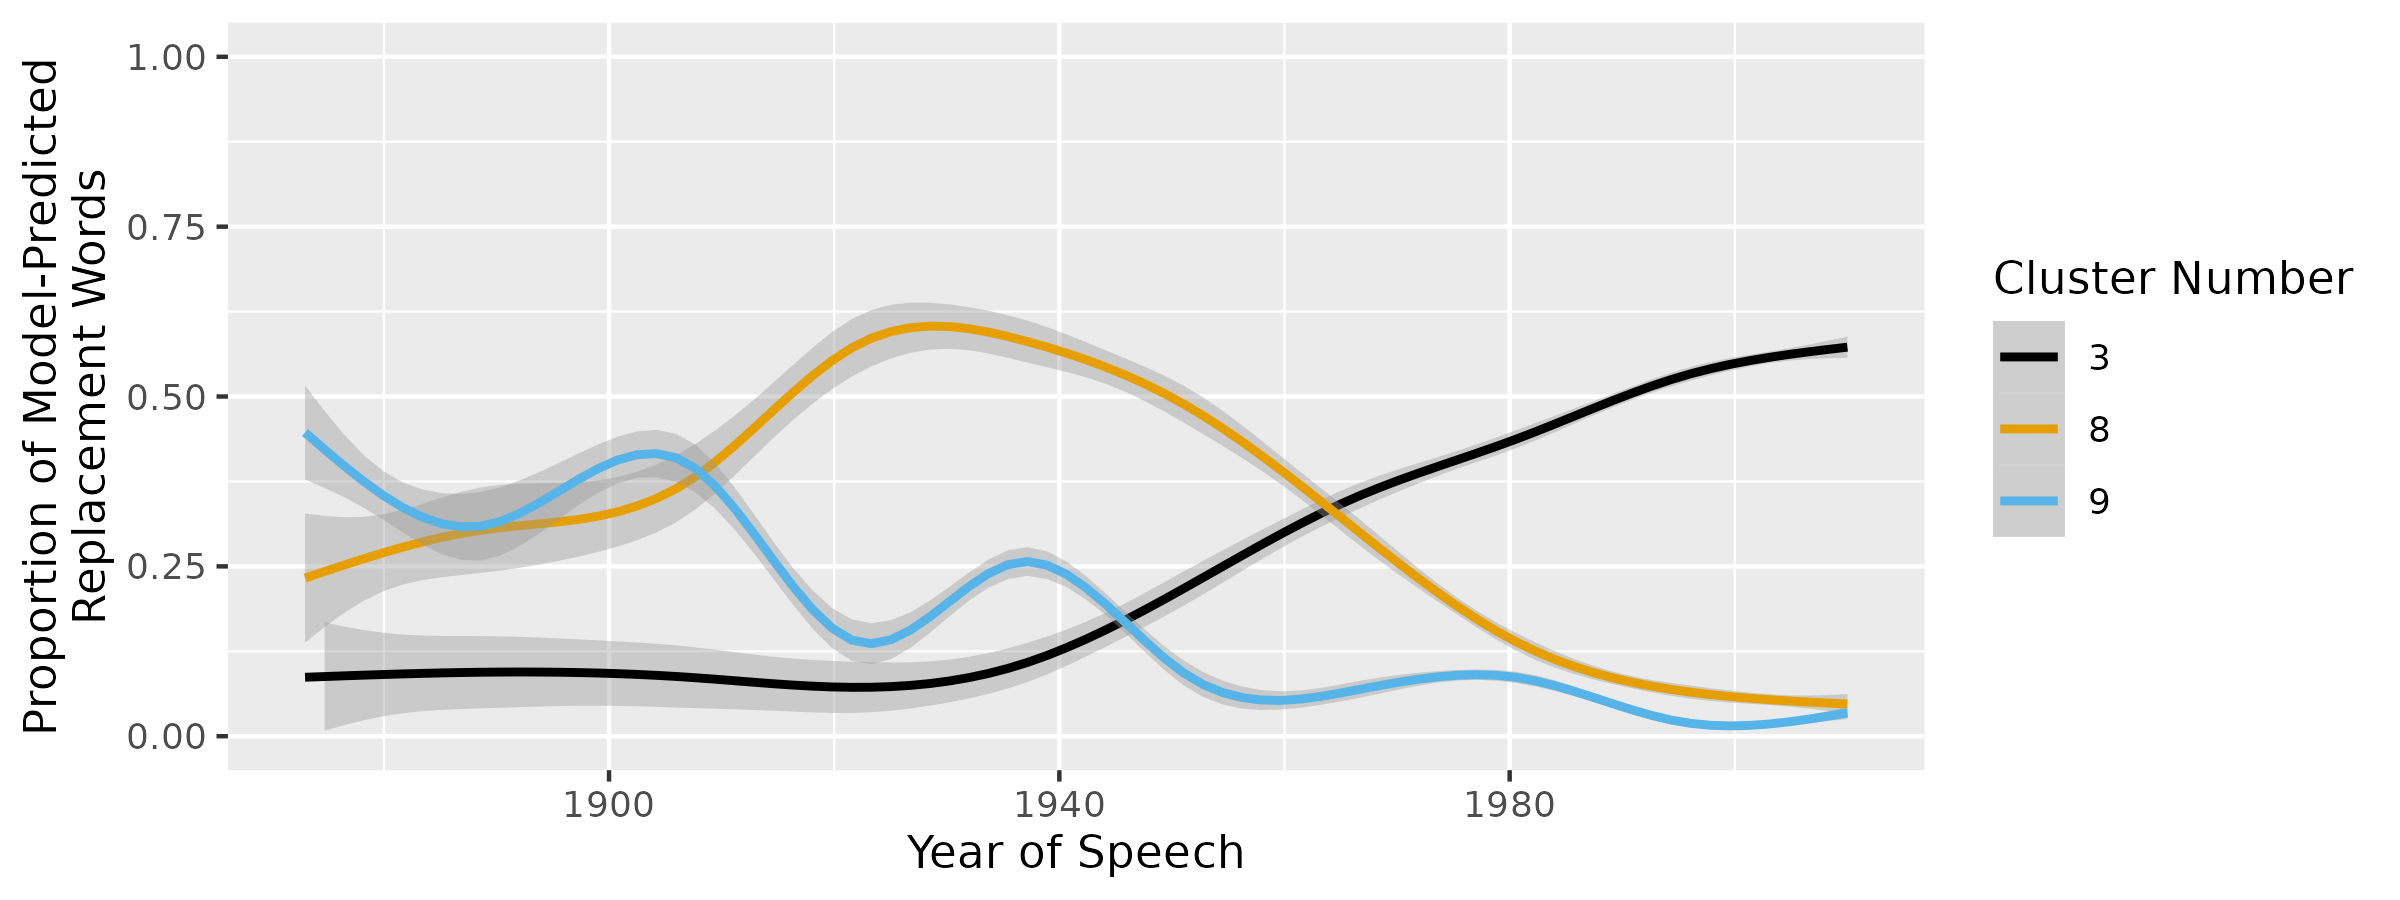 Proportion of Model-Predicted
Replacement Words
1.00
0.75
0.50
0.25
0.00
1900 1940 1980
Year of Speech
Cluster Number
3
8
9